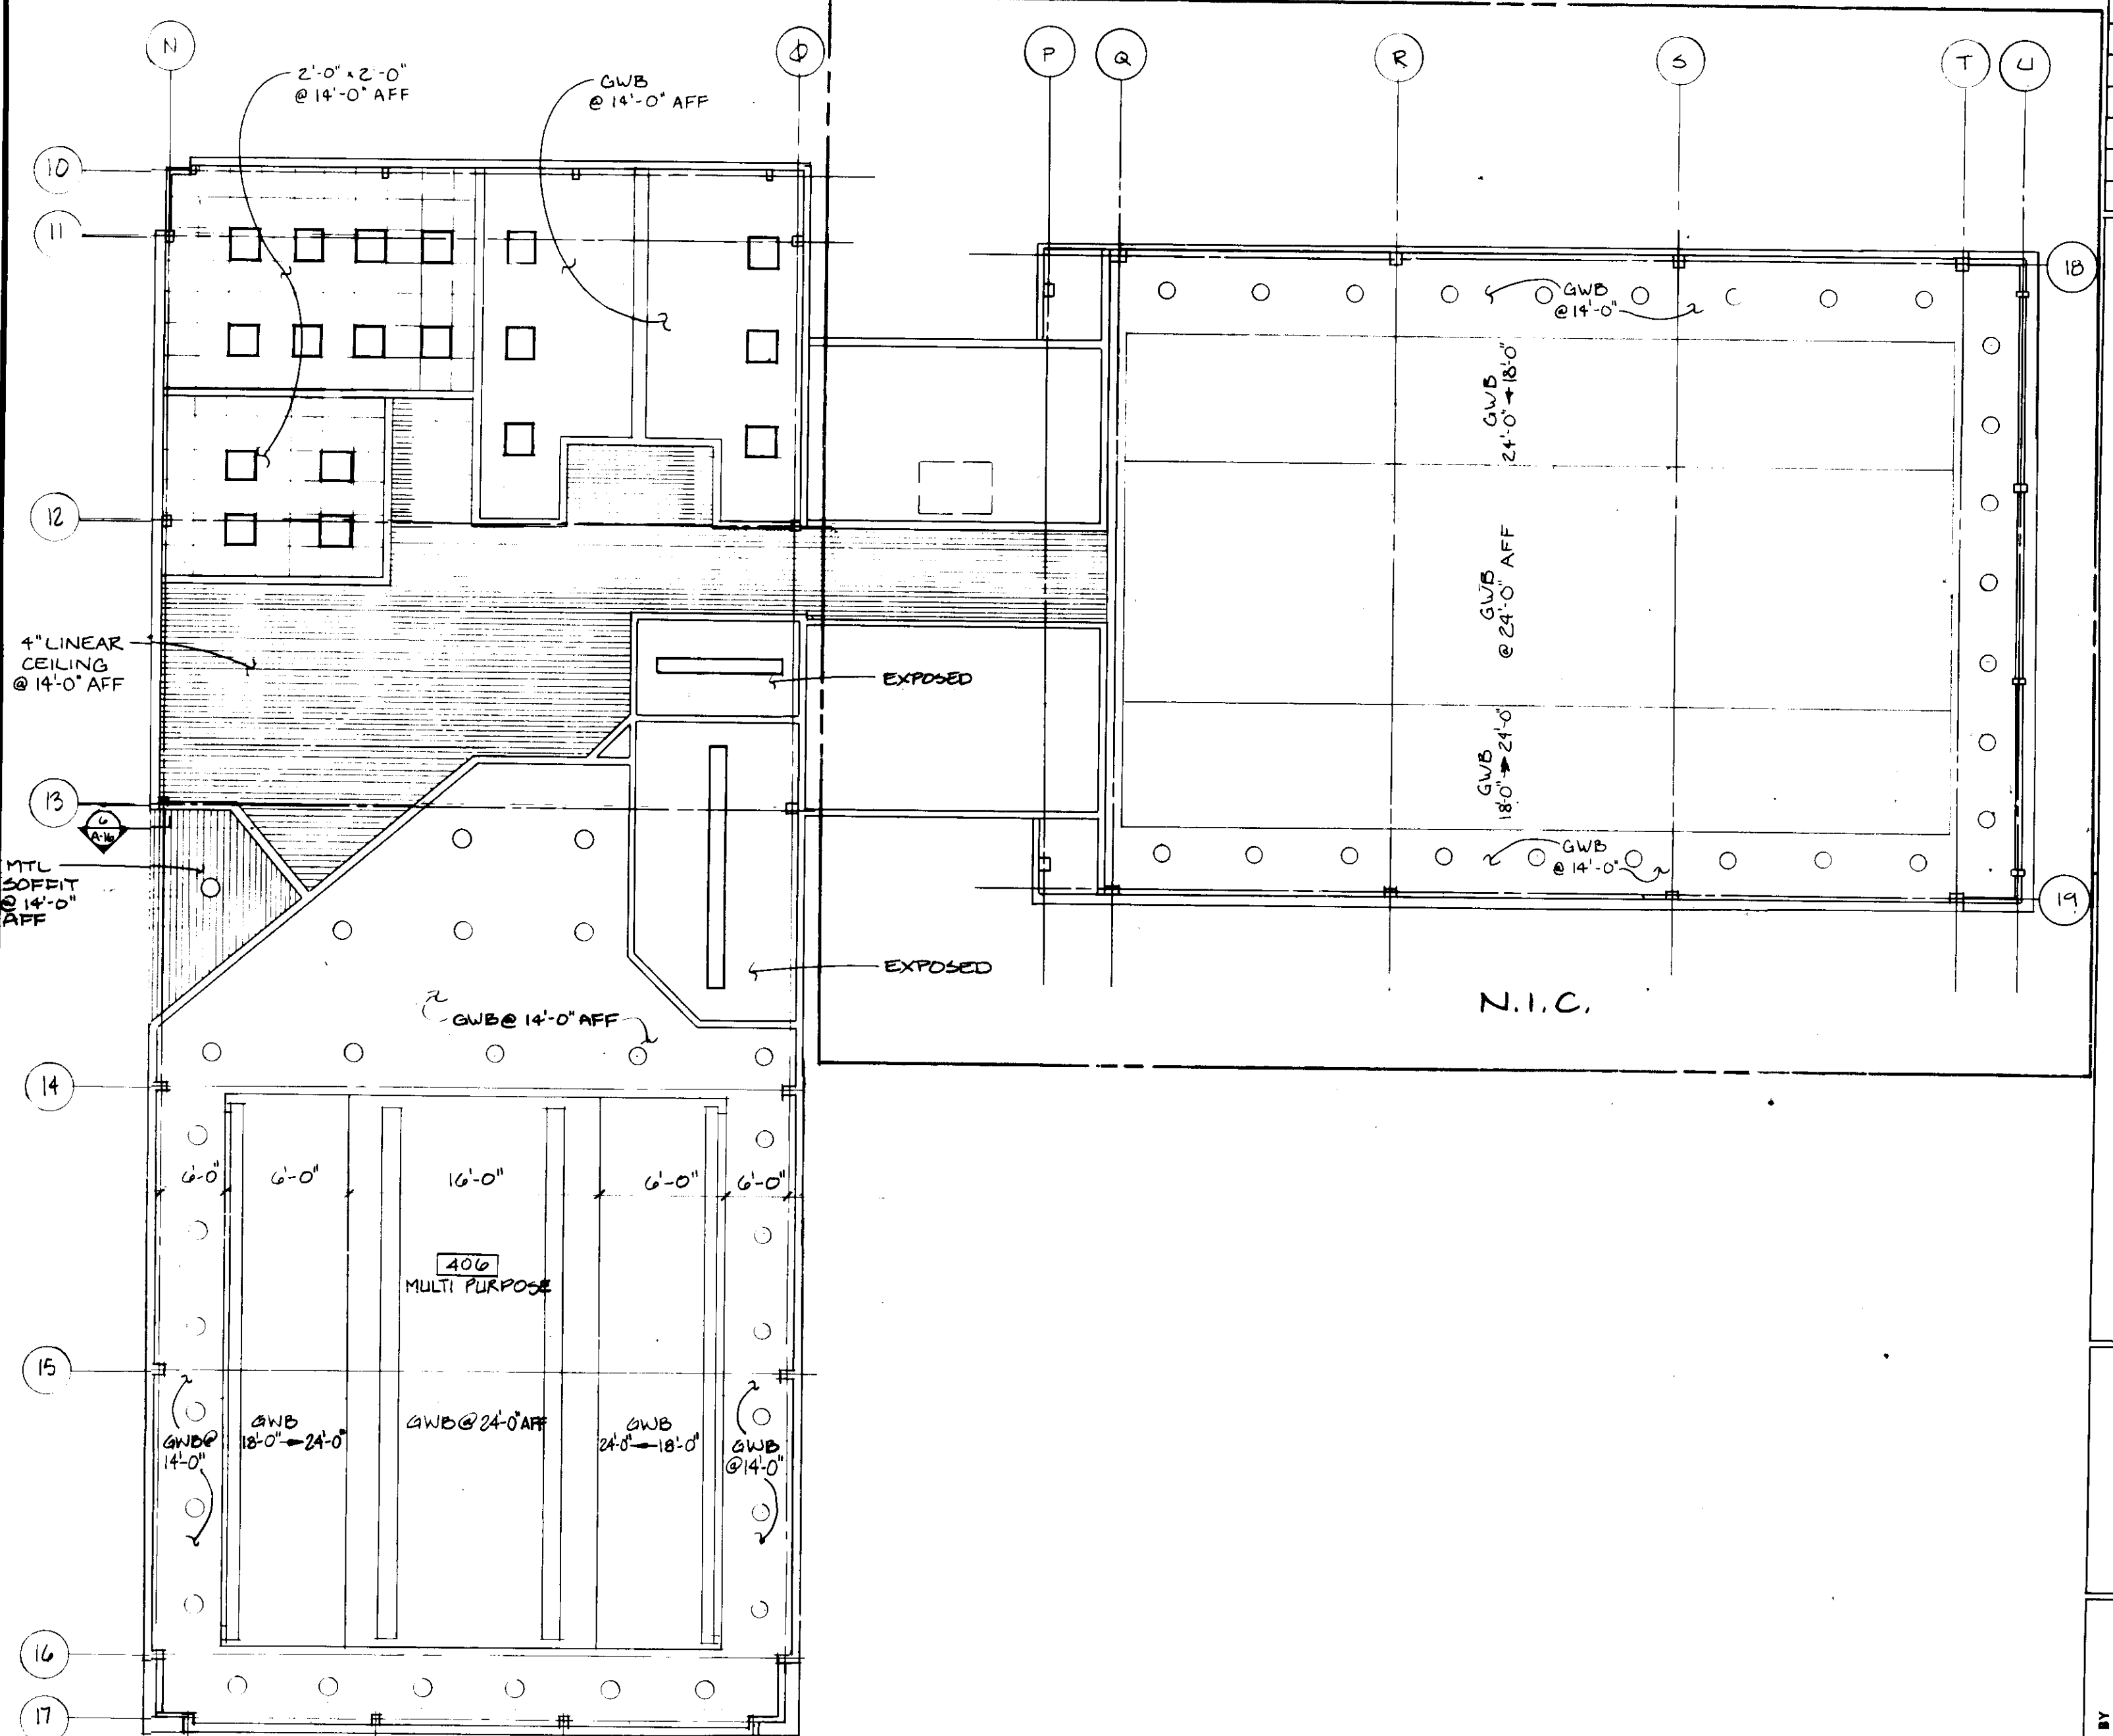 N
O
P
Q
R
S
T
U
2'-0" x 2'-0"
@ 14'-0" AFF
GWB
@ 14'-0" AFF
10
11
12
13
14
15
16
17
18
19
GWB
@ 14'-0"
GWB
24'-0" ← 18'-0"
GWB
@ 24'-0" AFF
GWB
18'-0" → 24'-0"
GWB
@ 14'-0"
4" LINEAR
CEILING
@ 14'-0" AFF
EXPOSED
6
A-16
MTL
SOFFIT
@ 14'-0"
AFF
EXPOSED
N.I.C.
GWB @ 14'-0" AFF
6'-0"
6'-0"
16'-0"
6'-0"
6'-0"
406
MULTI PURPOSE
GWB @
14'-0"
GWB
18'-0" → 24'-0"
GWB @ 24'-0" AFF
GWB
24'-0" ← 18'-0"
GWB
@ 14'-0"
BY